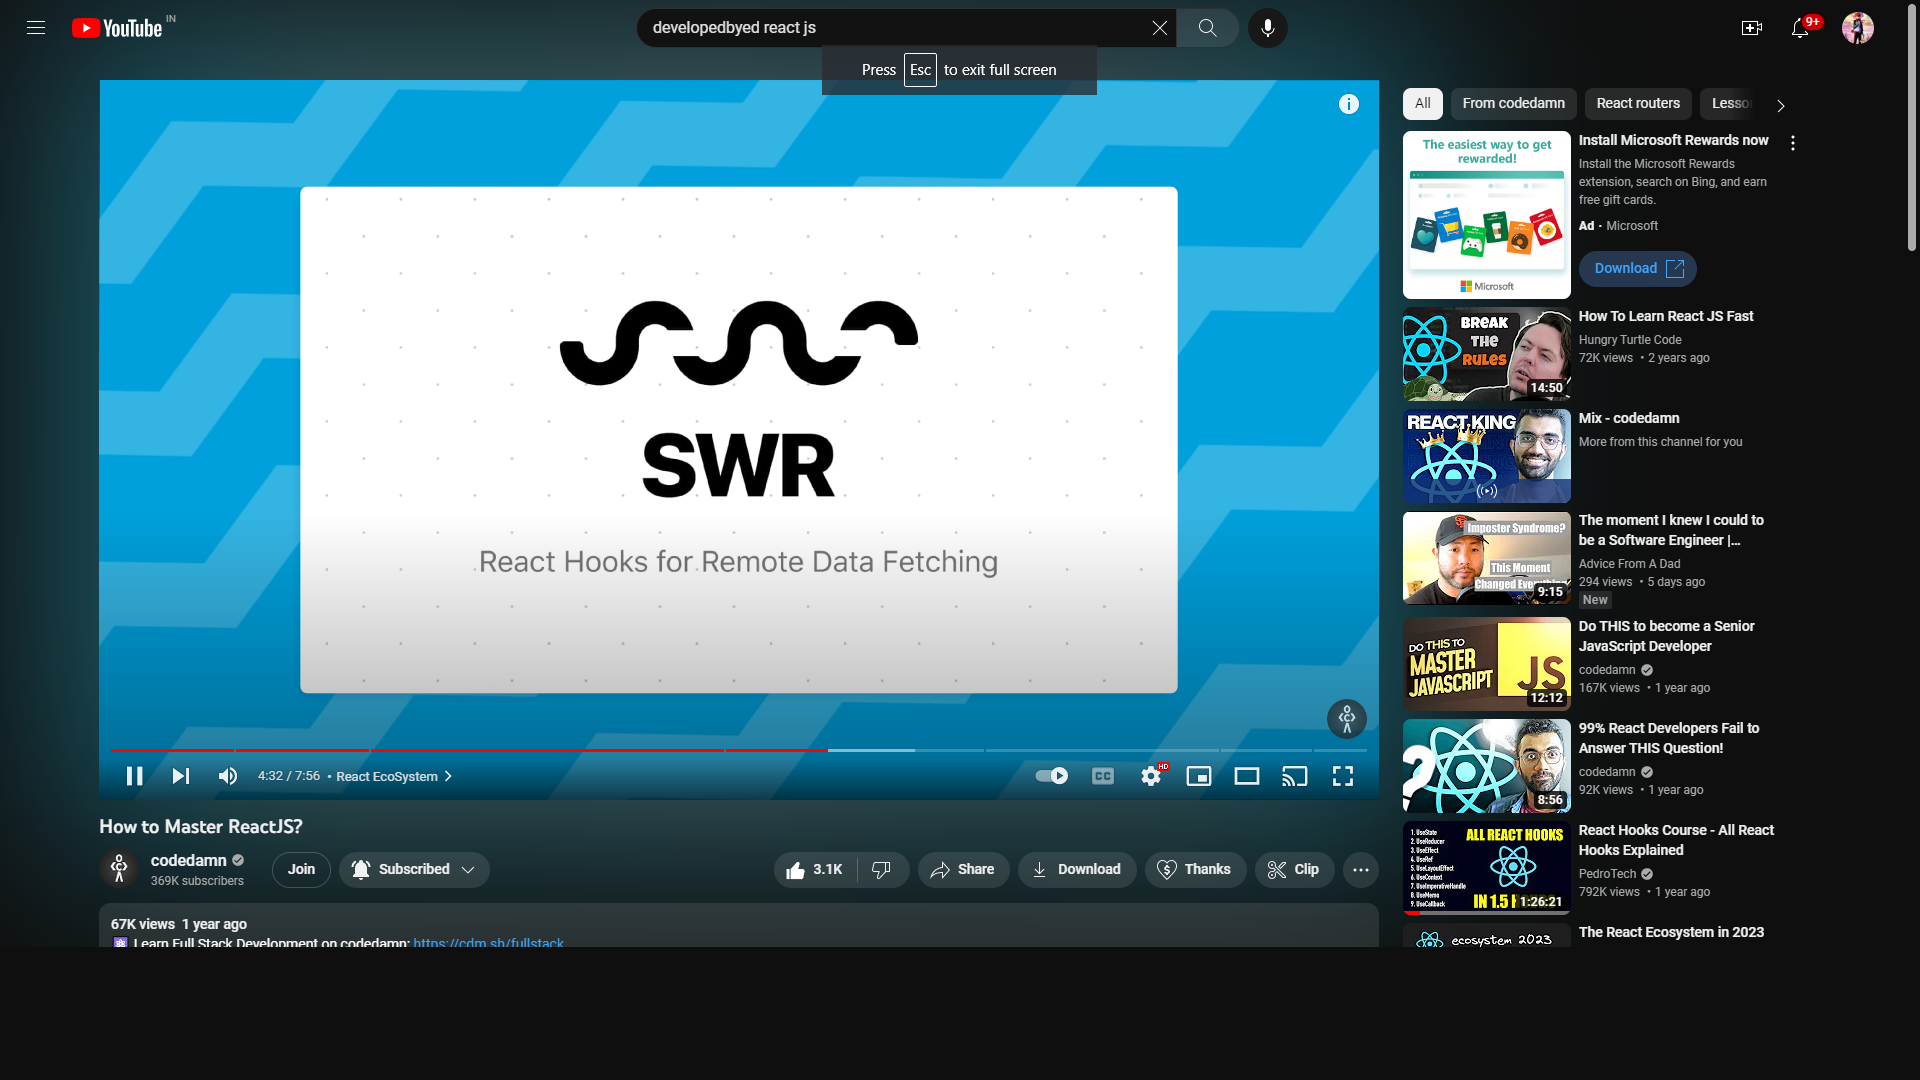 YouTube IN
developedbyed react js
9+
Press Esc to exit full screen
SWR
React Hooks for Remote Data Fetching
4:32 / 7:56 • React EcoSystem
CC
HD
How to Master ReactJS?
codedamn
369K subscribers
Join
Subscribed
3.1K
Share
Download
Thanks
Clip
67K views 1 year ago
Learn Full Stack Development on codedamn: https://cdm.sh/fullstack
All
From codedamn
React routers
Lesso
The easiest way to get
rewarded!
Microsoft
Install Microsoft Rewards now
Install the Microsoft Rewards
extension, search on Bing, and earn
free gift cards.
Ad · Microsoft
Download
BREAK
THE
RULES
14:50
How To Learn React JS Fast
Hungry Turtle Code
72K views • 2 years ago
REACT KING
Mix - codedamn
More from this channel for you
Imposter Syndrome?
This Moment
Changed Everything
9:15
The moment I knew I could to
be a Software Engineer |...
Advice From A Dad
294 views • 5 days ago
New
DO THIS TO
MASTER
JAVASCRIPT
JS
12:12
Do THIS to become a Senior
JavaScript Developer
codedamn
167K views • 1 year ago
?
8:56
99% React Developers Fail to
Answer THIS Question!
codedamn
92K views • 1 year ago
ALL REACT HOOKS
1. UseState
2. UseReducer
3. UseEffect
4. UseRef
5. UseLayoutEffect
6. UseContext
7. UseImperativeHandle
8. UseMemo
9. UseCallback
IN 1.5
1:26:21
React Hooks Course - All React
Hooks Explained
PedroTech
792K views • 1 year ago
ecosystem 2023
The React Ecosystem in 2023